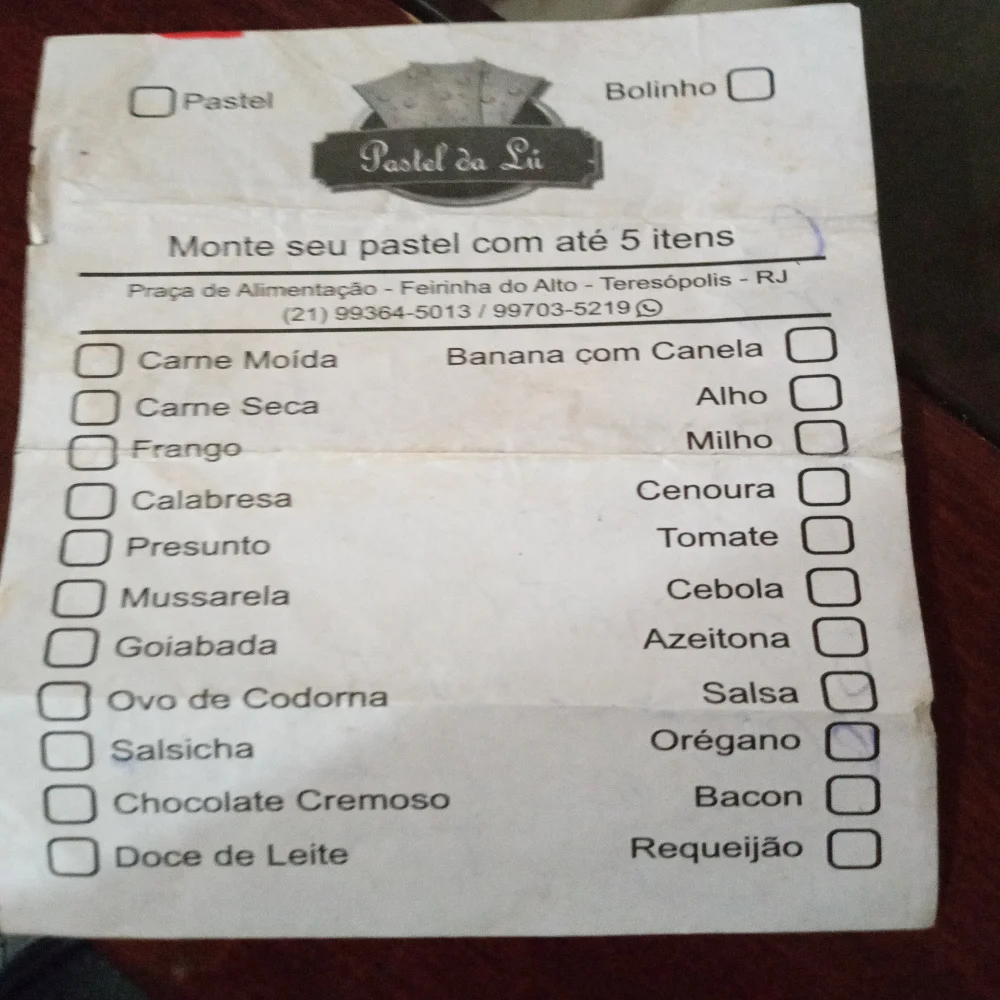 Pastel
Bolinho
Pastel da Lú
Monte seu pastel com até 5 itens
Praça de Alimentação - Feirinha do Alto - Teresópolis - RJ
(21) 99364-5013 / 99703-5219
Carne Moída Banana com Canela
Carne Seca Alho
Frango Milho
Calabresa Cenoura
Presunto Tomate
Mussarela Cebola
Goiabada Azeitona
Ovo de Codorna Salsa
Salsicha Orégano
Chocolate Cremoso Bacon
Doce de Leite Requeijão